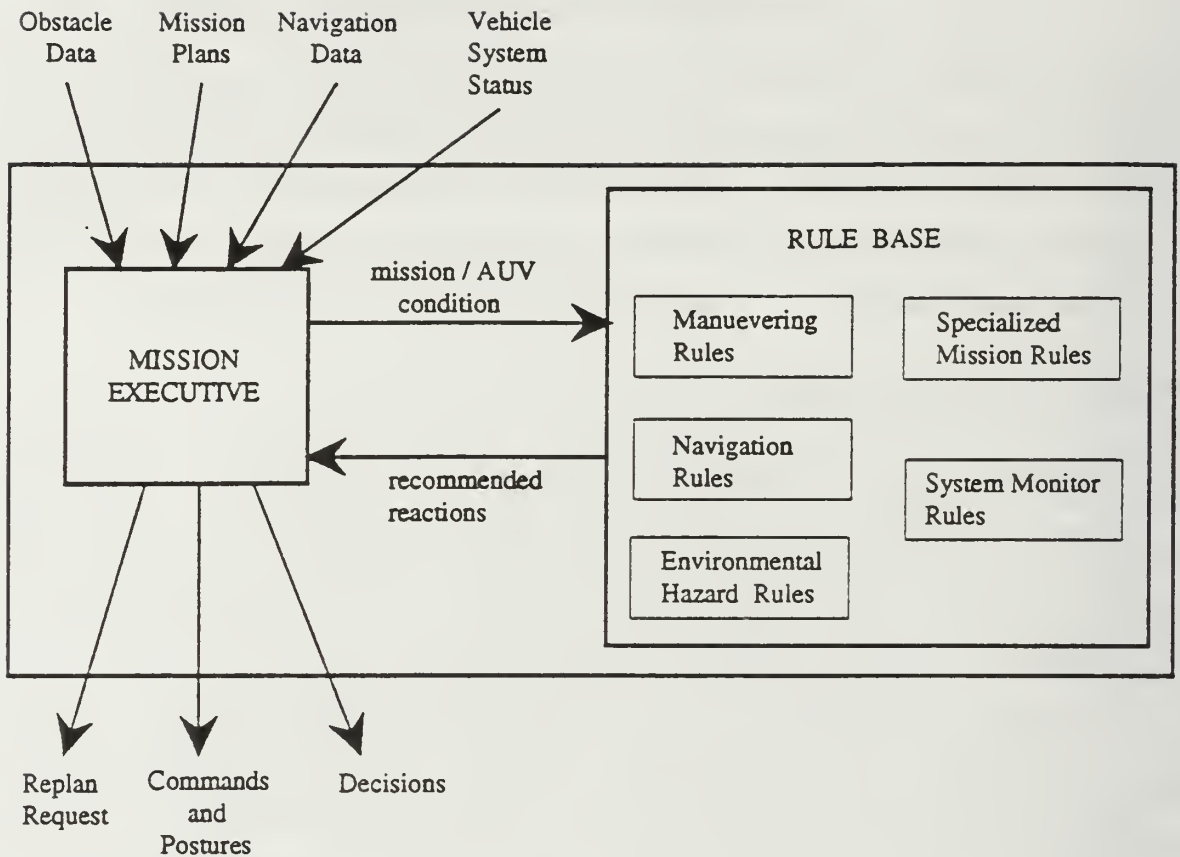 Obstacle
Data
Mission
Plans
Navigation
Data
Vehicle
System
Status
MISSION
EXECUTIVE
mission / AUV
condition
recommended
reactions
RULE BASE
Manuevering
Rules
Specialized
Mission Rules
Navigation
Rules
System Monitor
Rules
Environmental
Hazard Rules
Replan
Request
Commands
and
Postures
Decisions